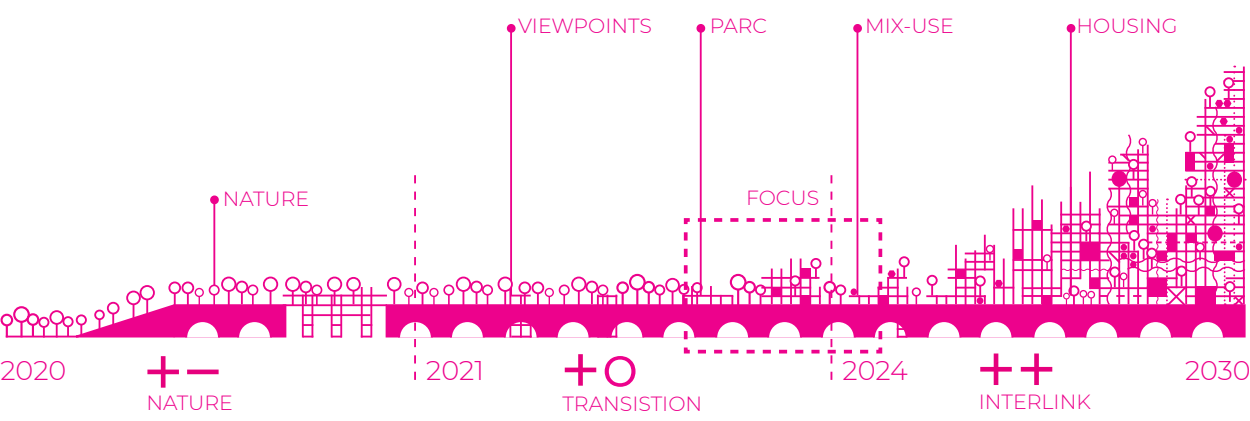 VIEWPOINTS
PARC
MIX-USE
HOUSING
NATURE
FOCUS
2020
2021
2024
2030
NATURE
TRANSISTION
INTERLINK